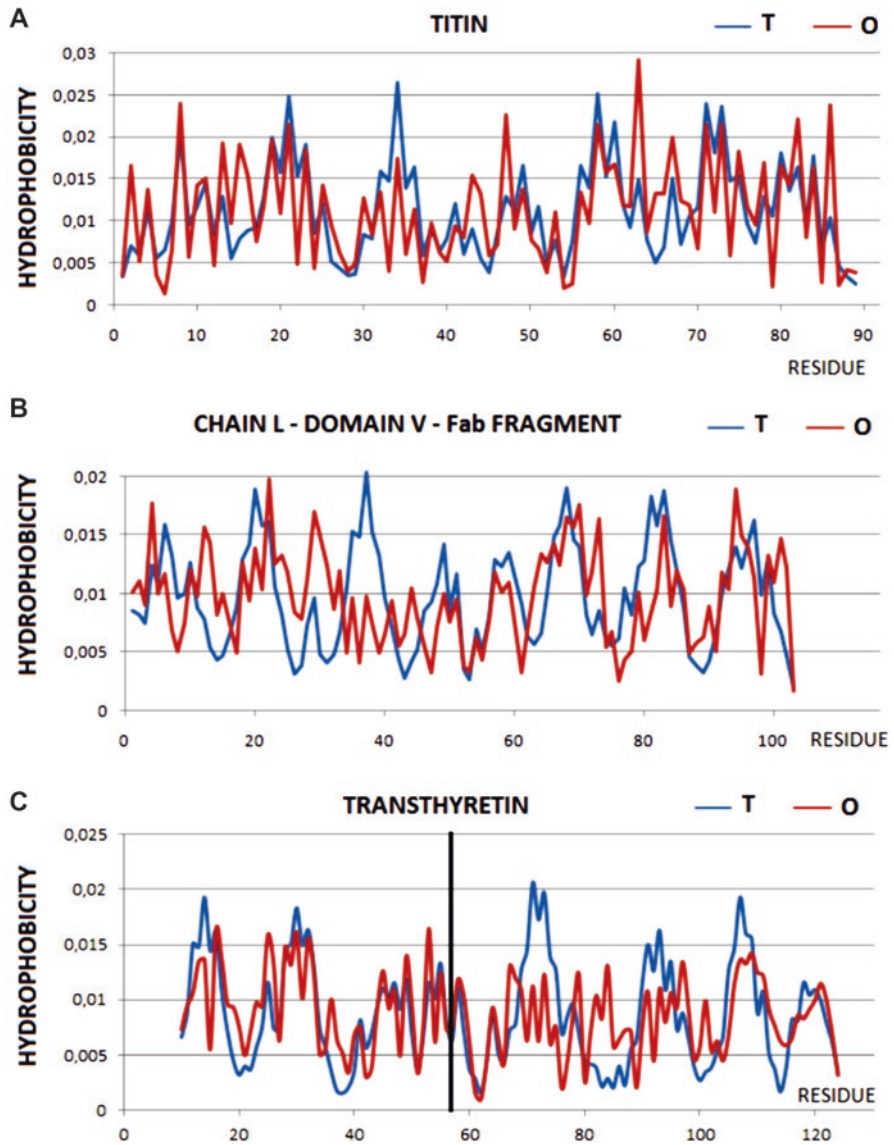 A
TITIN
T
O
HYDROPHOBICITY
0,03
0,025
0,02
0,015
0,01
0,005
0
0 10 20 30 40 50 60 70 80 90
RESIDUE
B
CHAIN L - DOMAIN V - Fab FRAGMENT
T
O
HYDROPHOBICITY
0,02
0,015
0,01
0,005
0
0 20 40 60 80 100 RESIDUE
C
TRANSTHYRETIN
T
O
HYDROPHOBICITY
0,025
0,02
0,015
0,01
0,005
0
RESIDUE
0 20 40 60 80 100 120